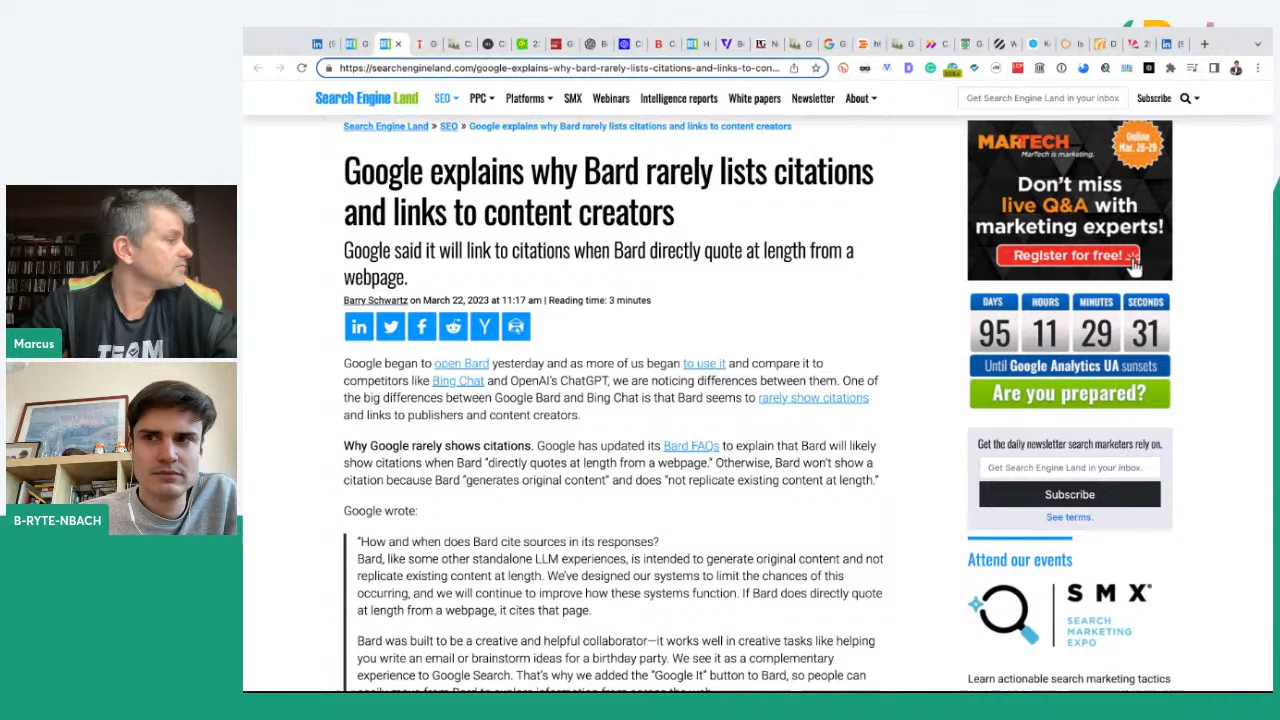 https://searchengineland.com/google-explains-why-bard-rarely-lists-citations-and-links-to-con...
Search Engine Land
SEO
PPC
Platforms
SMX
Webinars
Intelligence reports
White papers
Newsletter
About
Get Search Engine Land in your inbox
Subscribe
Search Engine Land » SEO » Google explains why Bard rarely lists citations and links to content creators
Google explains why Bard rarely lists citations
and links to content creators
Google said it will link to citations when Bard directly quote at length from a
webpage.
Barry Schwartz on March 22, 2023 at 11:17 am | Reading time: 3 minutes
Google began to open Bard yesterday and as more of us began to use it and compare it to
competitors like Bing Chat and OpenAI's ChatGPT, we are noticing differences between them. One of
the big differences between Google Bard and Bing Chat is that Bard seems to rarely show citations
and links to publishers and content creators.
Why Google rarely shows citations. Google has updated its Bard FAQs to explain that Bard will likely
show citations when Bard "directly quotes at length from a webpage." Otherwise, Bard won't show a
citation because Bard "generates original content" and does "not replicate existing content at length."
Google wrote:
"How and when does Bard cite sources in its responses?
Bard, like some other standalone LLM experiences, is intended to generate original content and not
replicate existing content at length. We've designed our systems to limit the chances of this
occurring, and we will continue to improve how these systems function. If Bard does directly quote
at length from a webpage, it cites that page.
Bard was built to be a creative and helpful collaborator—it works well in creative tasks like helping
you write an email or brainstorm ideas for a birthday party. We see it as a complementary
experience to Google Search. That's why we added the "Google It" button to Bard, so people can
easily move from Bard to explore information from across the web.
MARTECH
MarTech is marketing.
Online
Mar. 28-29
Don't miss
live Q&A with
marketing experts!
Register for free!
DAYS
HOURS
MINUTES
SECONDS
95
11
29
31
Until Google Analytics UA sunsets
Are you prepared?
Get the daily newsletter search marketers rely on.
Get Search Engine Land in your inbox.
Subscribe
See terms.
Attend our events
SMX
SEARCH
MARKETING
EXPO
Learn actionable search marketing tactics
TEAM
Marcus
B-RYTE-NBACH